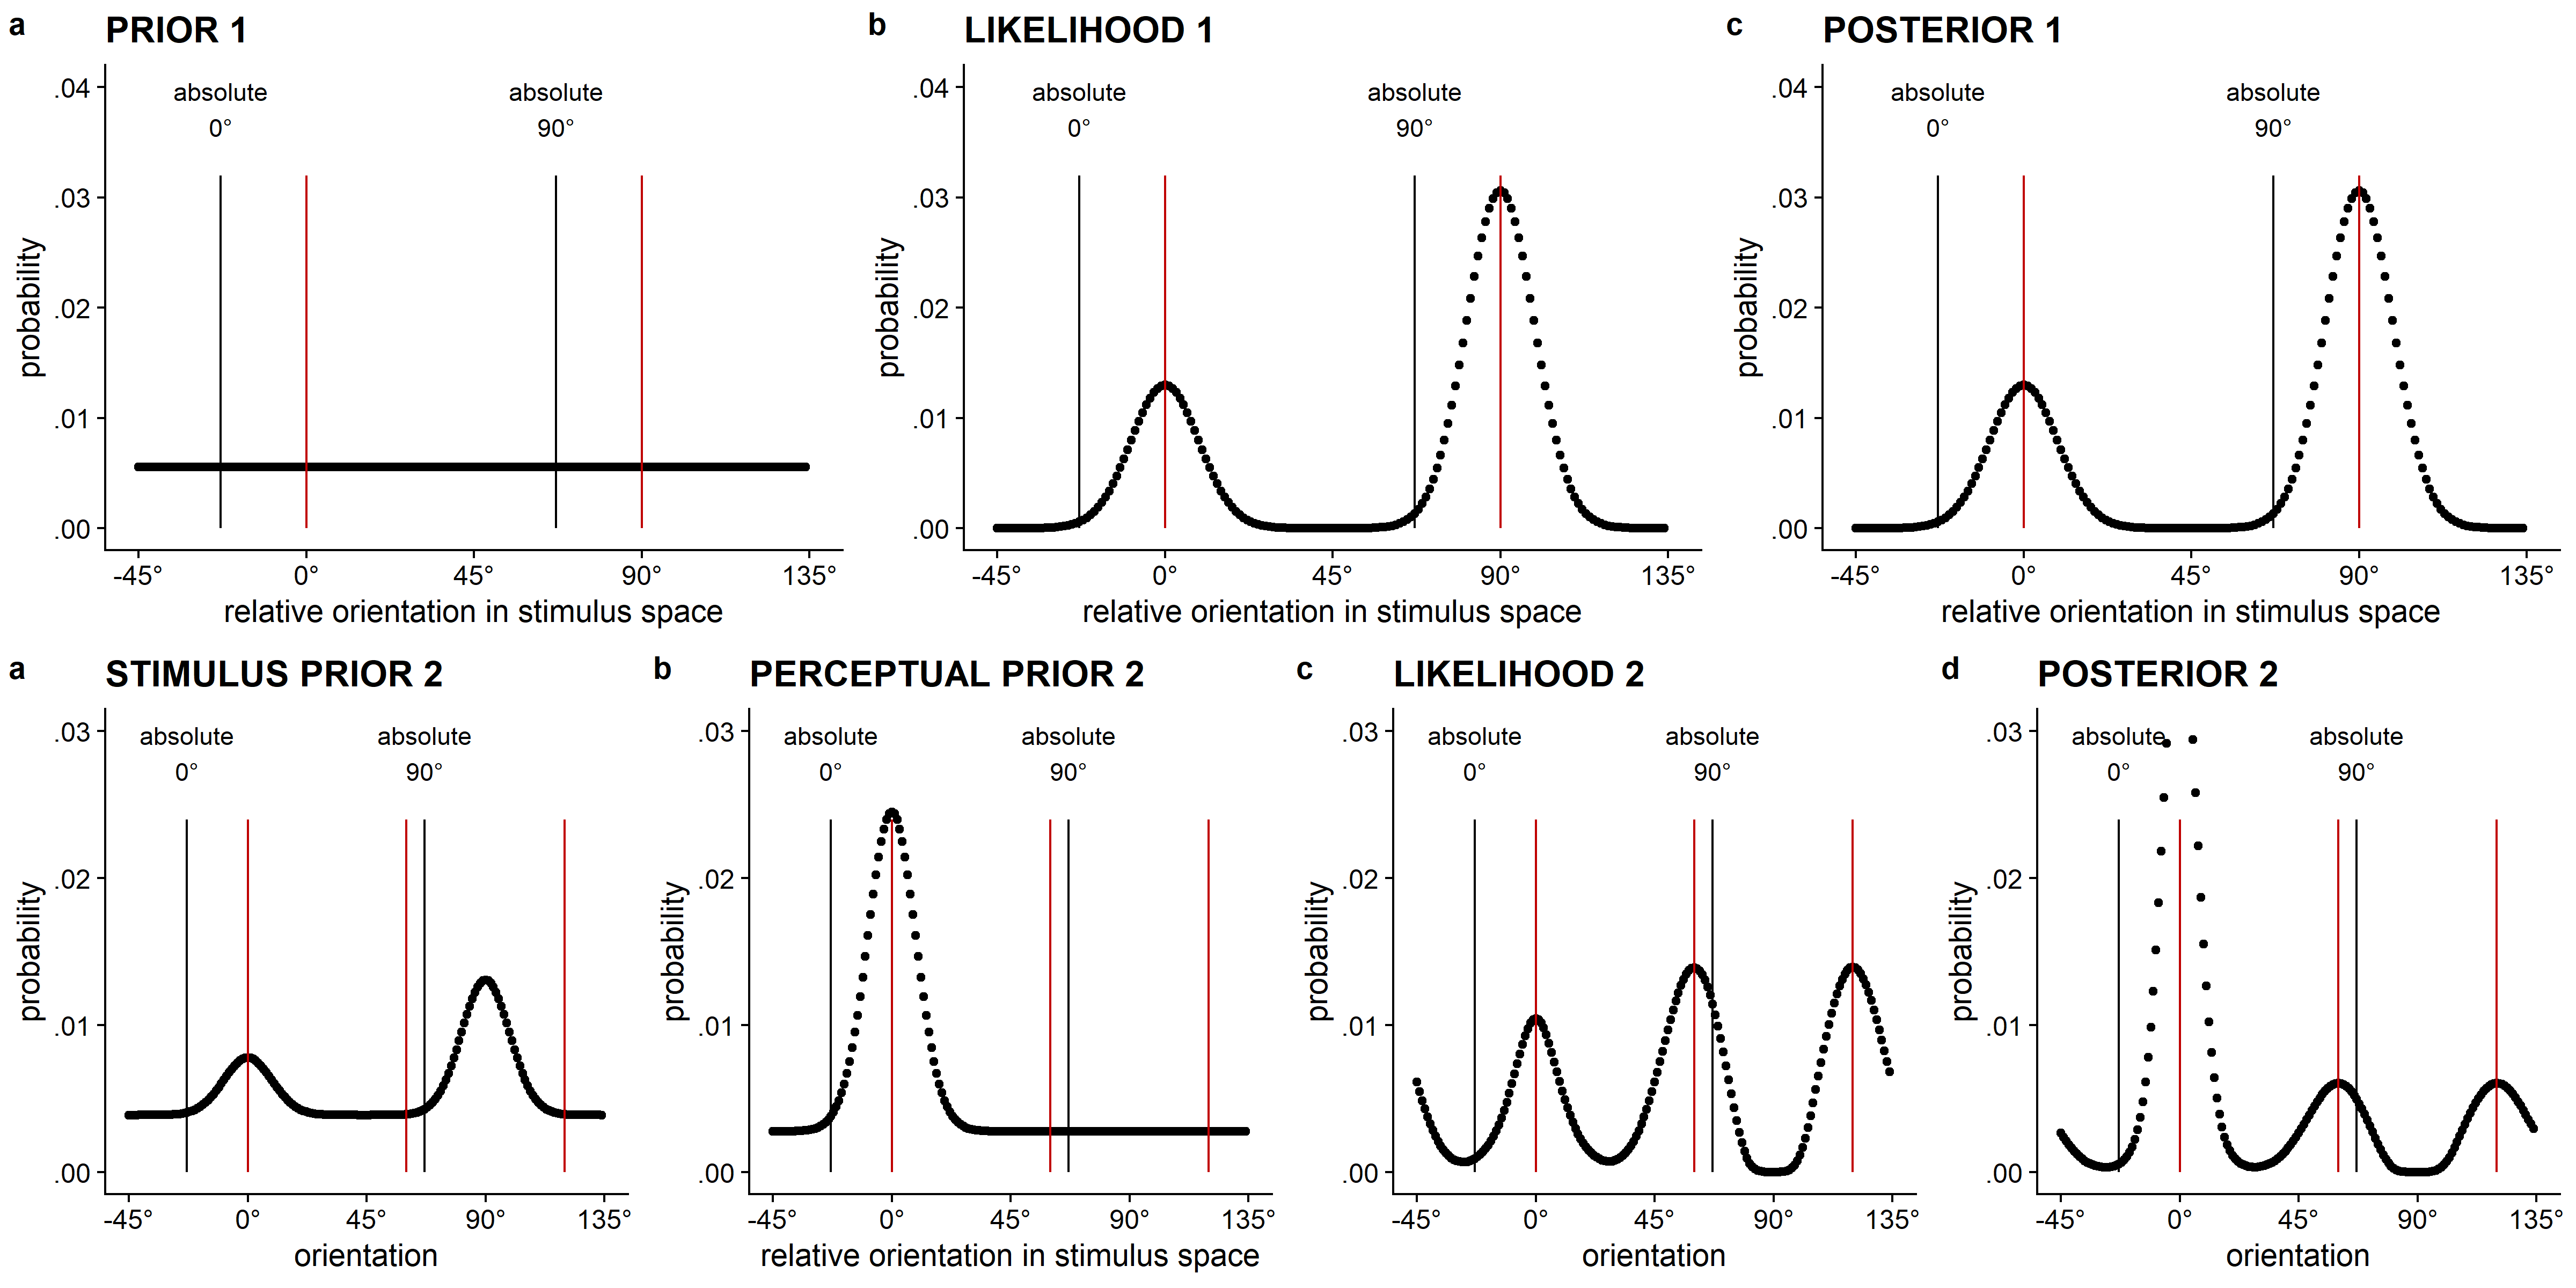 a PRIOR 1
.04
.03
.02
.01
.00
absolute
0°
absolute
90°
probability
-45° 0° 45° 90° 135°
relative orientation in stimulus space
b LIKELIHOOD 1
.04
.03
.02
.01
.00
absolute
0°
absolute
90°
probability
-45° 0° 45° 90° 135°
relative orientation in stimulus space
c POSTERIOR 1
.04
.03
.02
.01
.00
absolute
0°
absolute
90°
probability
-45° 0° 45° 90° 135°
relative orientation in stimulus space
a STIMULUS PRIOR 2
.03
.02
.01
.00
absolute
0°
absolute
90°
probability
-45° 0° 45° 90° 135°
orientation
b PERCEPTUAL PRIOR 2
.03
.02
.01
.00
absolute
0°
absolute
90°
probability
-45° 0° 45° 90° 135°
relative orientation in stimulus space
c LIKELIHOOD 2
.03
.02
.01
.00
absolute
0°
absolute
90°
probability
-45° 0° 45° 90° 135°
orientation
d POSTERIOR 2
.03
.02
.01
.00
absolute
0°
absolute
90°
probability
-45° 0° 45° 90° 135°
orientation